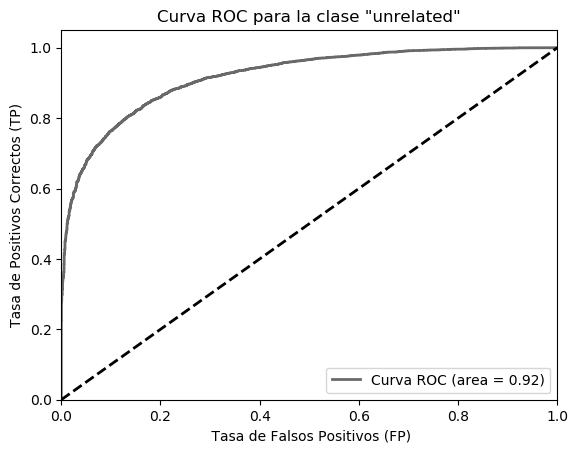 Curva ROC para la clase "unrelated"
Tasa de Positivos Correctos (TP)
1.0
0.8
0.6
0.4
0.2
0.0
Curva ROC (area = 0.92)
0.0 0.2 0.4 0.6 0.8 1.0
Tasa de Falsos Positivos (FP)